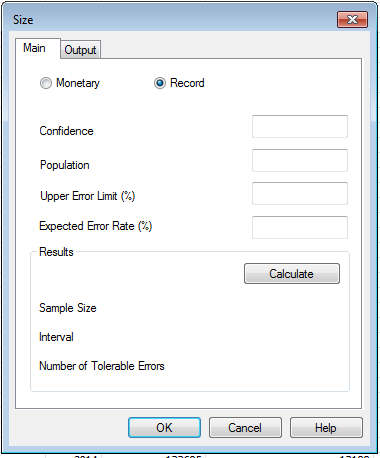 Size
Main Output
Monetary Record
Confidence
Population
Upper Error Limit (%)
Expected Error Rate (%)
Results
Calculate
Sample Size
Interval
Number of Tolerable Errors
OK Cancel Help